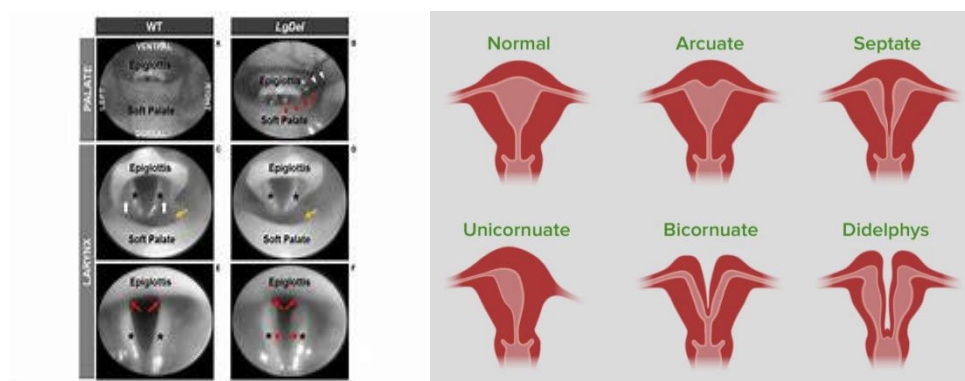 WT
LgDel
PALATE
LARYNX
A
VENTRAL
Epiglottis
LEFT
RIGHT
Soft Palate
DORSAL
B
Epiglottis
Soft Palate
C
Epiglottis
Soft Palate
D
Epiglottis
Soft Palate
E
Epiglottis
F
Epiglottis
Normal
Arcuate
Septate
Unicornuate
Bicornuate
Didelphys